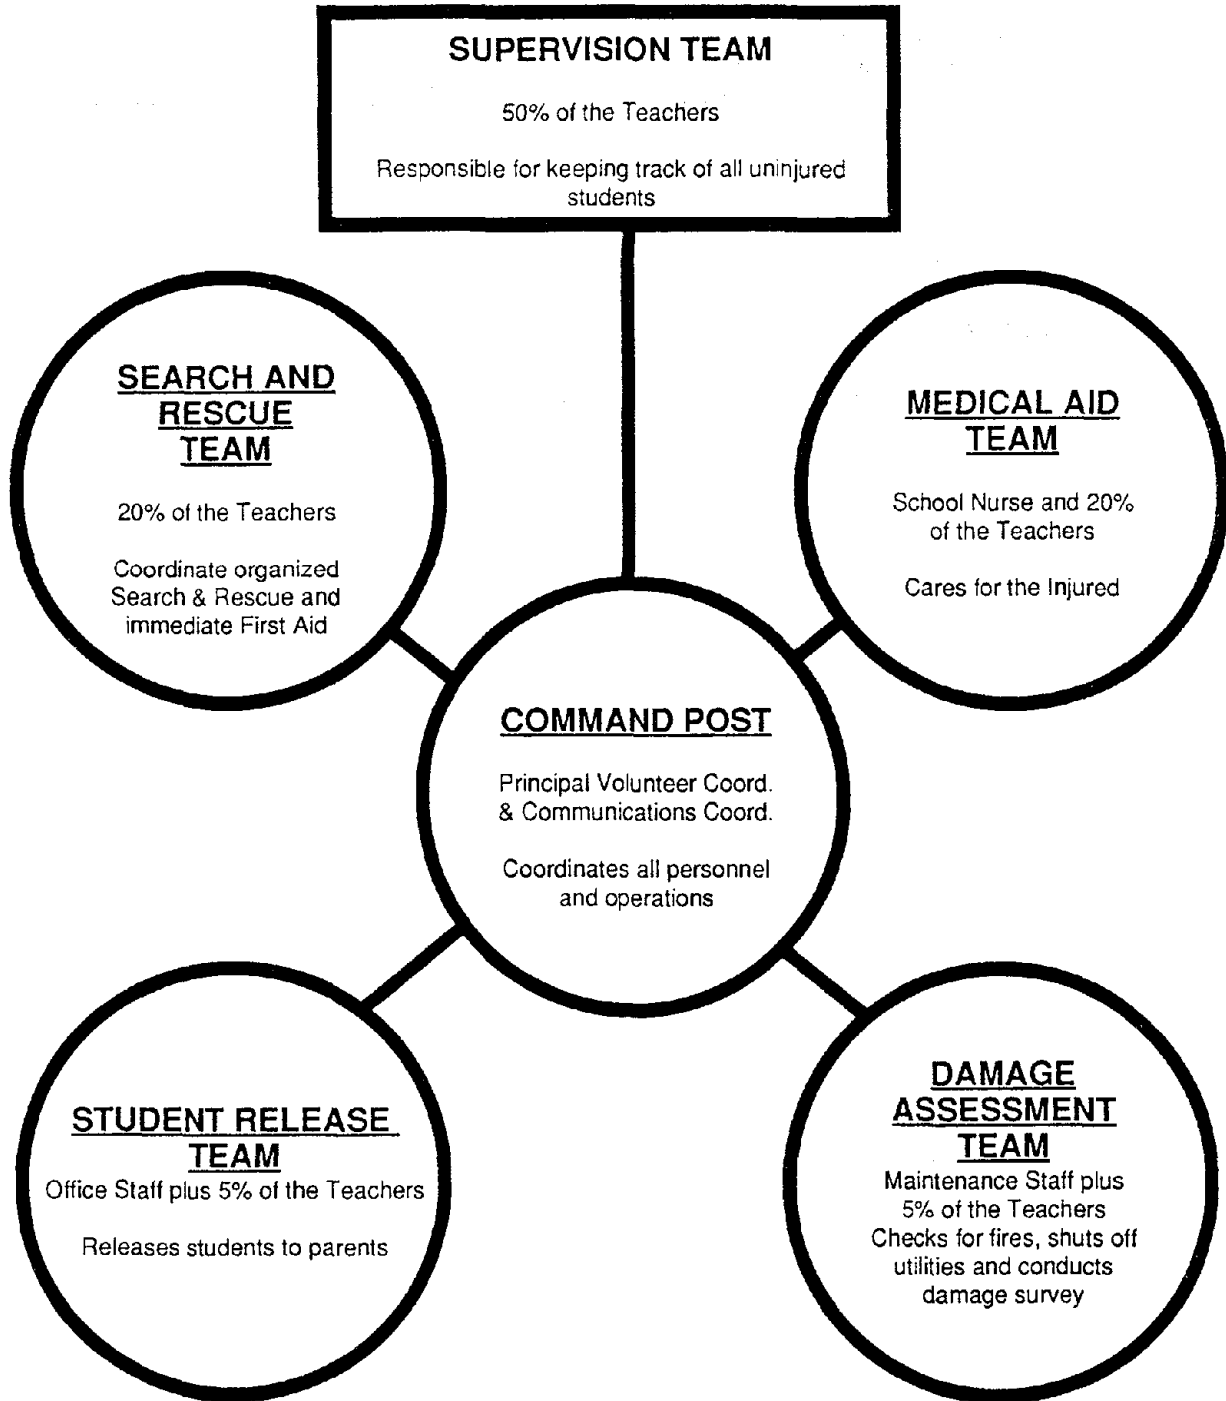 SUPERVISION TEAM
50% of the Teachers
Responsible for keeping track of all uninjured
students
SEARCH AND
RESCUE
TEAM
20% of the Teachers
Coordinate organized
Search & Rescue and
immediate First Aid
MEDICAL AID
TEAM
School Nurse and 20%
of the Teachers
Cares for the Injured
COMMAND POST
Principal Volunteer Coord.
& Communications Coord.
Coordinates all personnel
and operations
STUDENT RELEASE
TEAM
Office Staff plus 5% of the Teachers
Releases students to parents
DAMAGE
ASSESSMENT
TEAM
Maintenance Staff plus
5% of the Teachers
Checks for fires, shuts off
utilities and conducts
damage survey